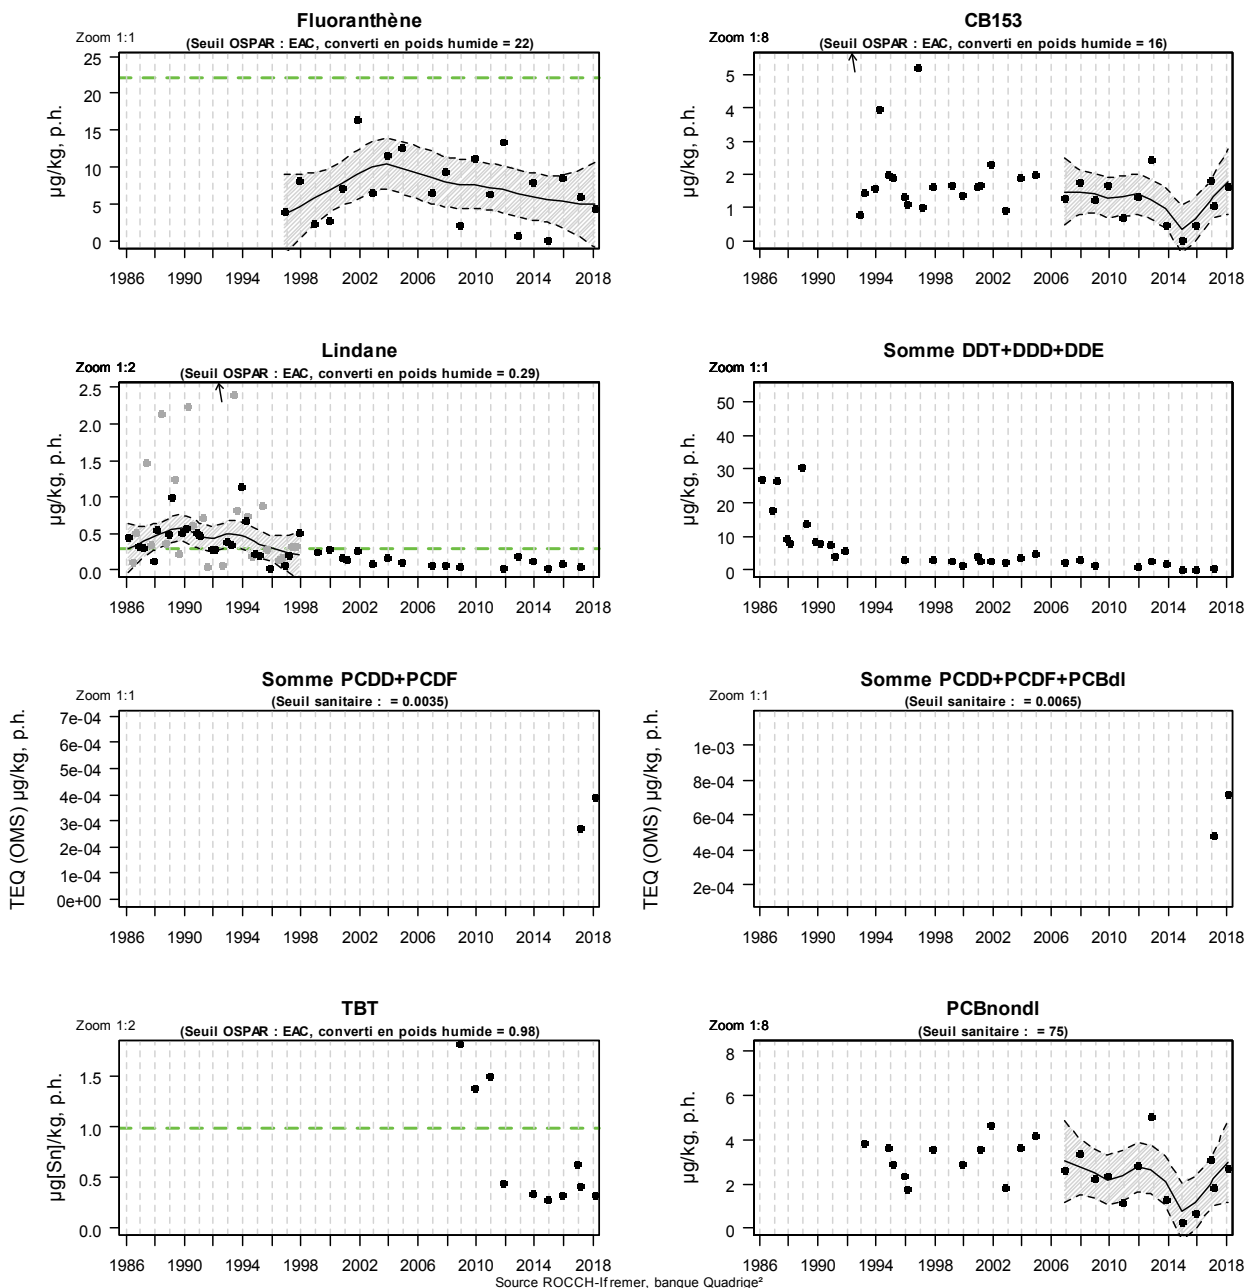 Fluoranthène
Zoom 1:1
(Seuil OSPAR : EAC, converti en poids humide = 22)
µg/kg, p.h.
25
20
15
10
5
0
1986 1990 1994 1998 2002 2006 2010 2014 2018
CB153
Zoom 1:8
(Seuil OSPAR : EAC, converti en poids humide = 16)
µg/kg, p.h.
5
4
3
2
1
0
1986 1990 1994 1998 2002 2006 2010 2014 2018
Lindane
Zoom 1:2
(Seuil OSPAR : EAC, converti en poids humide = 0.29)
µg/kg, p.h.
2.5
2.0
1.5
1.0
0.5
0.0
1986 1990 1994 1998 2002 2006 2010 2014 2018
Somme DDT+DDD+DDE
Zoom 1:1
µg/kg, p.h.
50
40
30
20
10
0
1986 1990 1994 1998 2002 2006 2010 2014 2018
Somme PCDD+PCDF
Zoom 1:1
(Seuil sanitaire : = 0.0035)
TEQ (OMS) µg/kg, p.h.
7e-04
6e-04
5e-04
4e-04
3e-04
2e-04
1e-04
0e+00
1986 1990 1994 1998 2002 2006 2010 2014 2018
Somme PCDD+PCDF+PCBdl
Zoom 1:1
(Seuil sanitaire : = 0.0065)
TEQ (OMS) µg/kg, p.h.
1e-03
8e-04
6e-04
4e-04
2e-04
1986 1990 1994 1998 2002 2006 2010 2014 2018
TBT
Zoom 1:2
(Seuil OSPAR : EAC, converti en poids humide = 0.98)
µg[Sn]/kg, p.h.
1.5
1.0
0.5
0.0
1986 1990 1994 1998 2002 2006 2010 2014 2018
PCBnondl
Zoom 1:8
(Seuil sanitaire : = 75)
µg/kg, p.h.
8
6
4
2
0
1986 1990 1994 1998 2002 2006 2010 2014 2018
Source ROCCH-Ifremer, banque Quadrige²